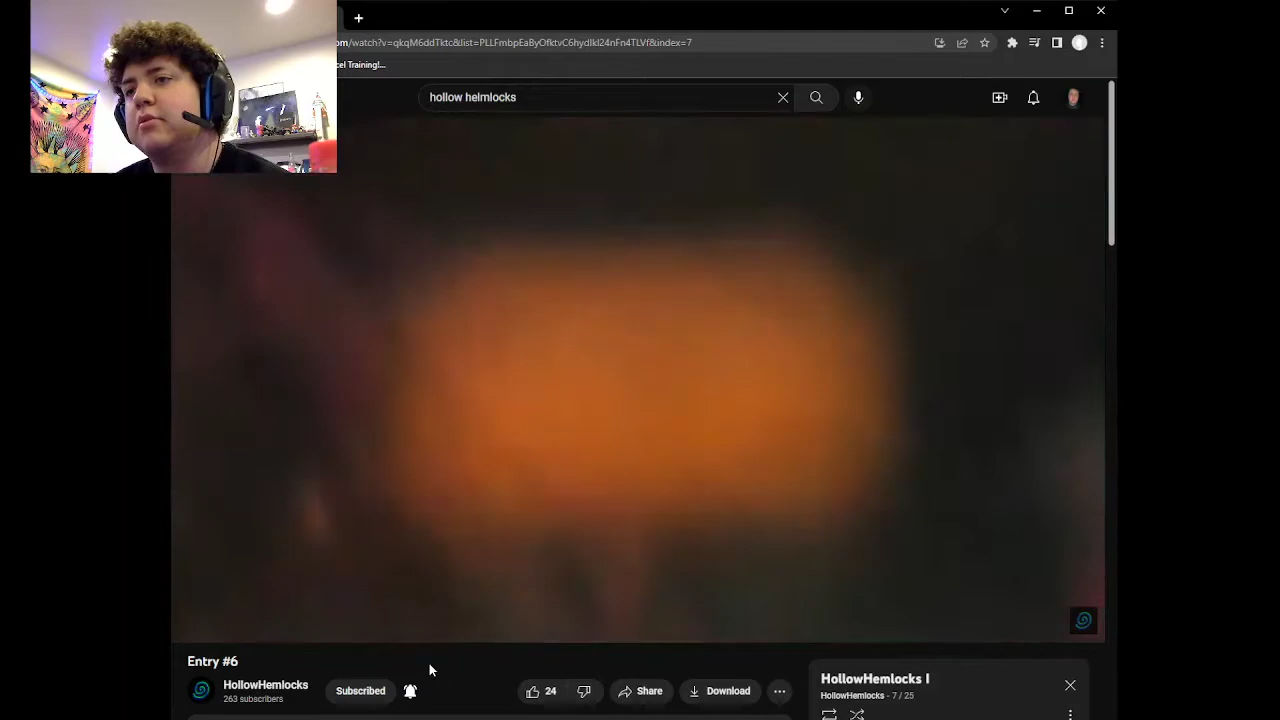 om/watch?v=qkqM6ddTktc&list=PLLFmbpEaByOfktvC6hydIkI24nFn4TLVf&index=7
cel Training!...
hollow helmlocks
Entry #6
HollowHemlocks
263 subscribers
Subscribed
24
Share
Download
HollowHemlocks I
HollowHemlocks - 7 / 25